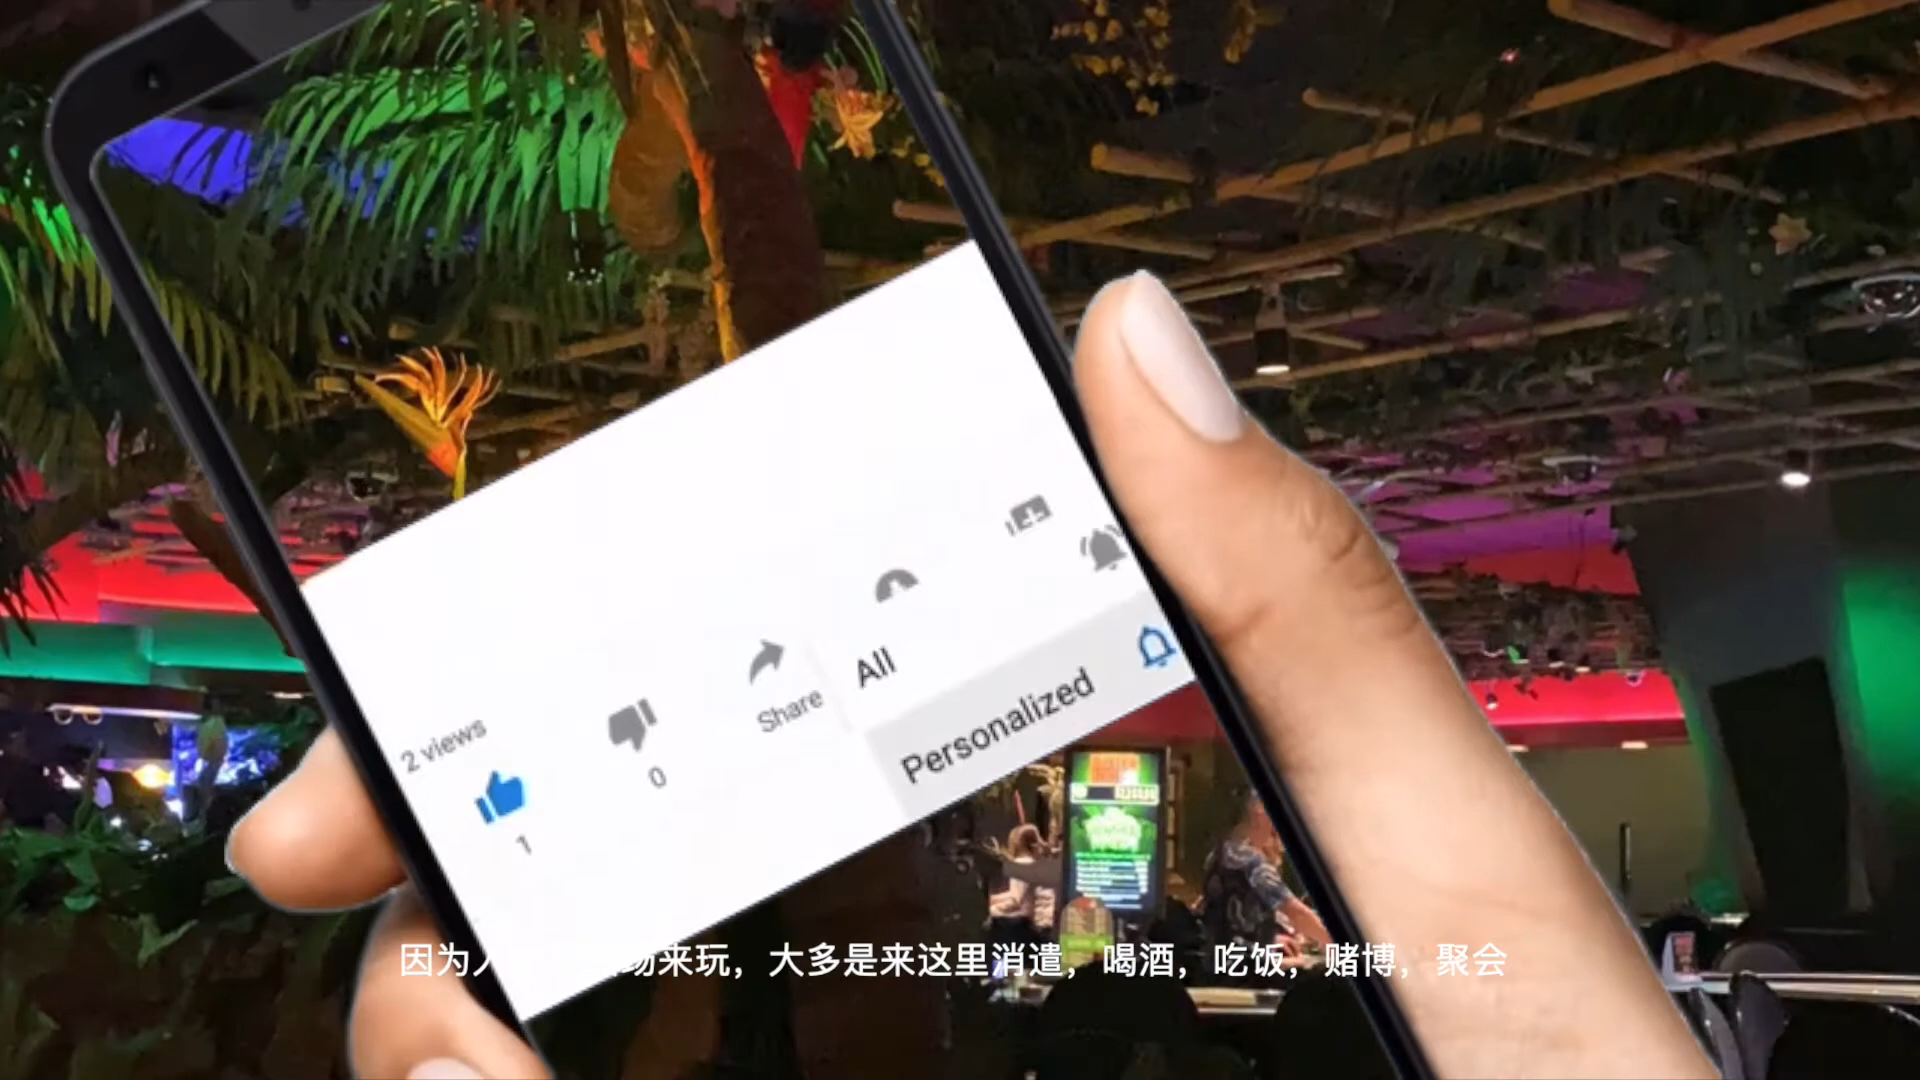 All
Personalized
2 views
1
0
Share
因为人 场来玩，大多是来这里消遣，喝酒，吃饭，赌博，聚会